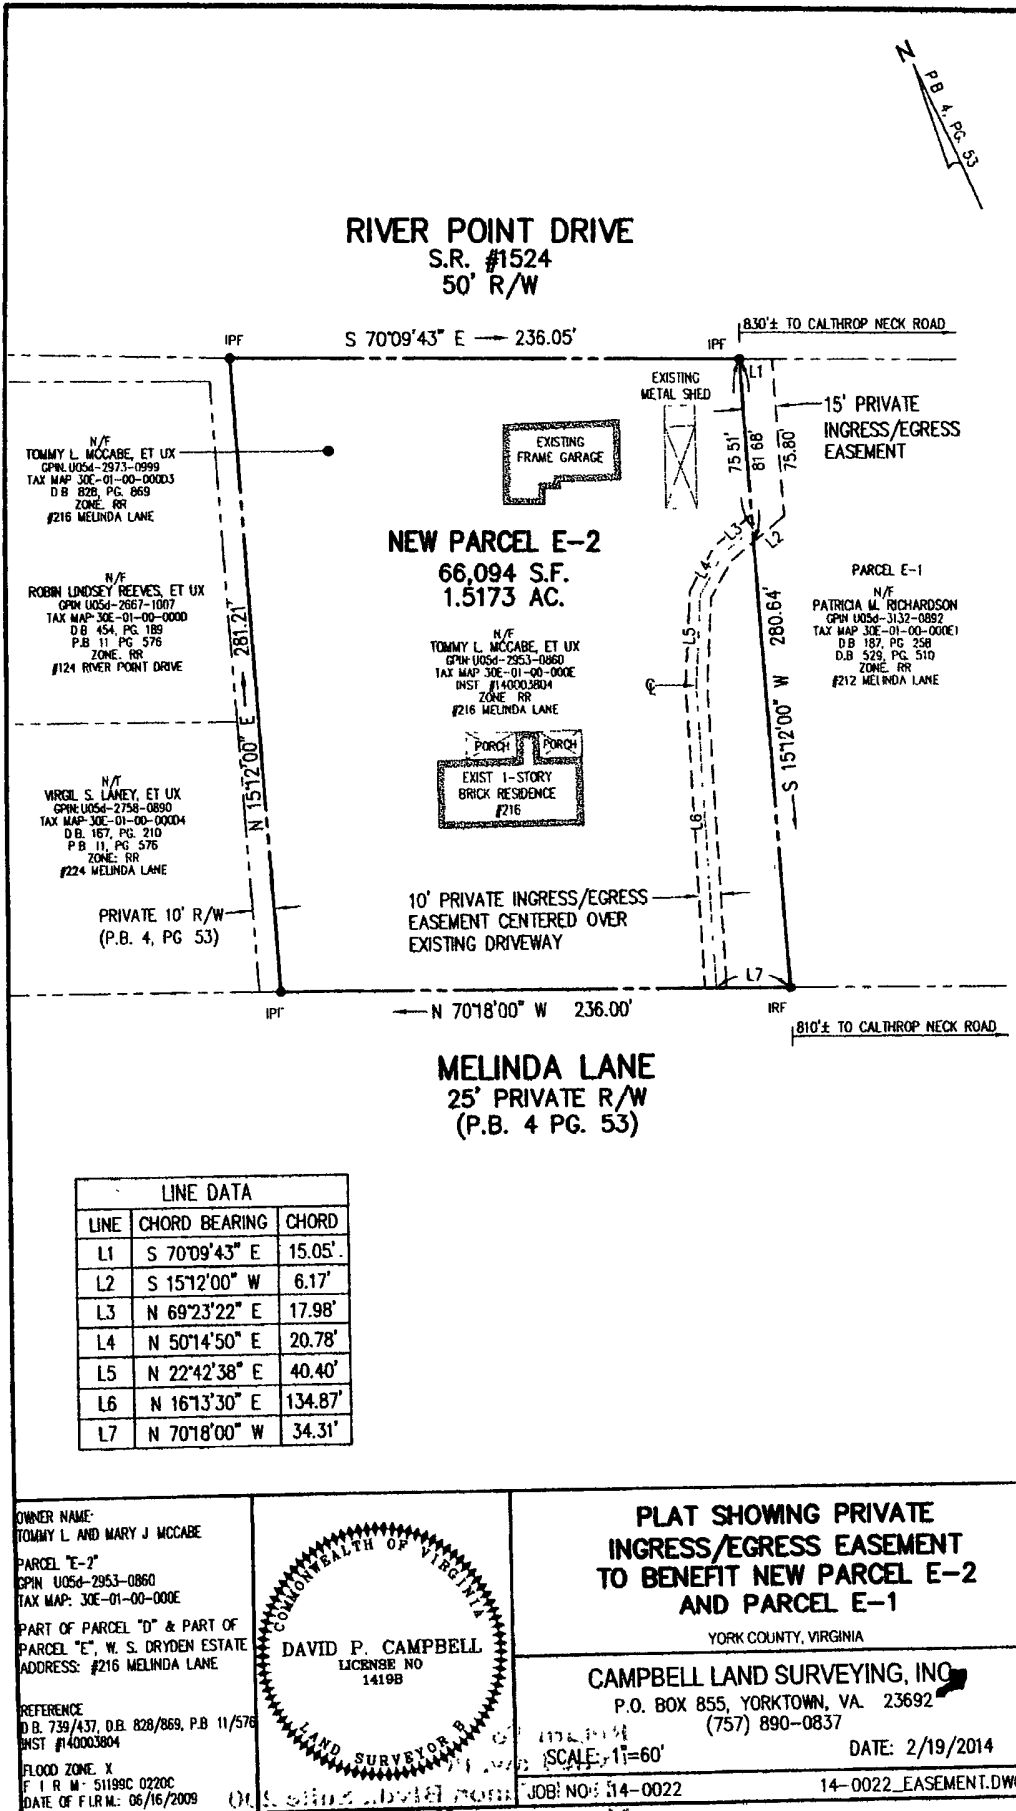 N
P.B. 4, PG. 53
RIVER POINT DRIVE
S.R. #1524
50' R/W
830'± TO CALTHROP NECK ROAD
IPF
S 70°09'43" E
236.05'
IPF
L1
EXISTING
METAL SHED
15' PRIVATE
INGRESS/EGRESS
EASEMENT
75.51'
81.68'
75.80'
EXISTING
FRAME GARAGE
N/F
TOMMY L. MCCABE, ET UX
GPIN: U05d-2973-0999
TAX MAP 30E-01-00-000D3
D.B. 828, PG. 869
ZONE: RR
#216 MELINDA LANE
L3
L2
L4
NEW PARCEL E-2
66,094 S.F.
1.5173 AC.
N/F
ROBIN LINDSEY REEVES, ET UX
GPIN U05d-2667-1007
TAX MAP 30E-01-00-000D
D.B 454, PG. 189
P.B 11 PG 576
ZONE. RR
#124 RIVER POINT DRIVE
PARCEL E-1
N/F
PATRICIA M. RICHARDSON
GPIN U05d-3132-0892
TAX MAP 30E-01-00-000E1
D.B 187, PG 258
D.B. 529, PG. 510
ZONE. RR
#212 MELINDA LANE
N/F
TOMMY L. MCCABE, ET UX
GPIN: U05d-2953-0860
TAX MAP 30E-01-00-000E
INST #140003804
ZONE RR
#216 MELINDA LANE
L5
℄
N 15°12'00" E
281.21'
S 15°12'00" W
280.64'
PORCH
PORCH
EXIST 1-STORY
BRICK RESIDENCE
#216
L6
N/F
VIRGIL S. LANEY, ET UX
GPIN: U05d-2758-0890
TAX MAP 30E-01-00-000D4
D.B. 167, PG. 210
P.B 11, PG 576
ZONE: RR
#224 MELINDA LANE
PRIVATE 10' R/W
(P.B. 4, PG 53)
10' PRIVATE INGRESS/EGRESS
EASEMENT CENTERED OVER
EXISTING DRIVEWAY
L7
IPF
N 70°18'00" W
236.00'
IRF
810'± TO CALTHROP NECK ROAD
MELINDA LANE
25' PRIVATE R/W
(P.B. 4 PG. 53)
LINE DATA
LINE CHORD BEARING CHORD
L1 S 70°09'43" E 15.05'
L2 S 15°12'00" W 6.17'
L3 N 69°23'22" E 17.98'
L4 N 50°14'50" E 20.78'
L5 N 22°42'38" E 40.40'
L6 N 16°13'30" E 134.87'
L7 N 70°18'00" W 34.31'
OWNER NAME:
TOMMY L AND MARY J MCCABE
PARCEL "E-2"
GPIN U05d-2953-0860
TAX MAP: 30E-01-00-000E
PART OF PARCEL "D" & PART OF
PARCEL "E", W. S. DRYDEN ESTATE
ADDRESS: #216 MELINDA LANE
REFERENCE
D.B. 739/437, D.B. 828/869, P.B 11/576
INST #140003804
FLOOD ZONE. X
F I R M: 51199C 0220C
DATE OF F.I.R.M.: 06/16/2009
COMMONWEALTH OF VIRGINIA
DAVID P. CAMPBELL
LICENSE NO
1419B
LAND SURVEYOR B
PLAT SHOWING PRIVATE
INGRESS/EGRESS EASEMENT
TO BENEFIT NEW PARCEL E-2
AND PARCEL E-1
YORK COUNTY, VIRGINIA
CAMPBELL LAND SURVEYING, INC
P.O. BOX 855, YORKTOWN, VA. 23692
(757) 890-0837
SCALE: 1"=60'
DATE: 2/19/2014
JOB NO: 14-0022
14-0022_EASEMENT.DWG